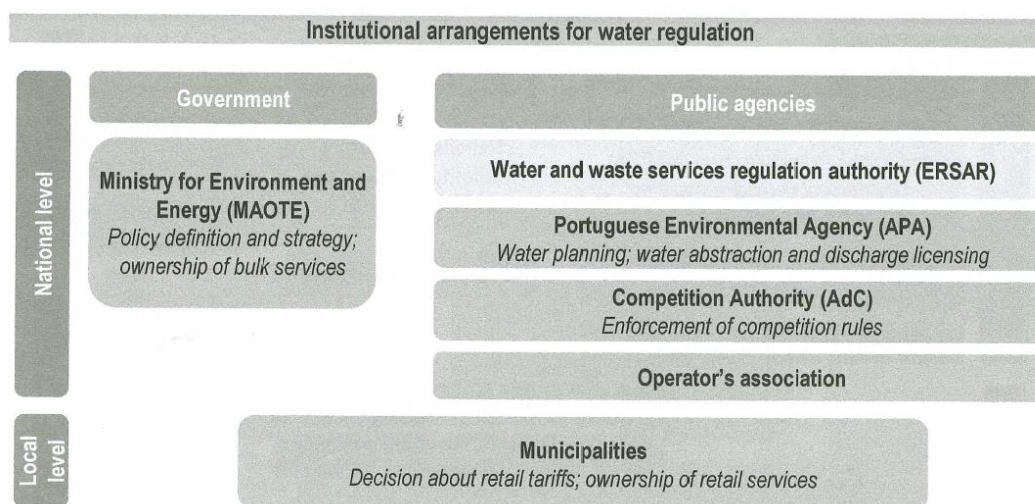 Institutional arrangements for water regulation
National level
Government
Public agencies
Ministry for Environment and
Energy (MAOTE)
Policy definition and strategy;
ownership of bulk services
Water and waste services regulation authority (ERSAR)
Portuguese Environmental Agency (APA)
Water planning; water abstraction and discharge licensing
Competition Authority (AdC)
Enforcement of competition rules
Operator's association
Local
level
Municipalities
Decision about retail tariffs; ownership of retail services